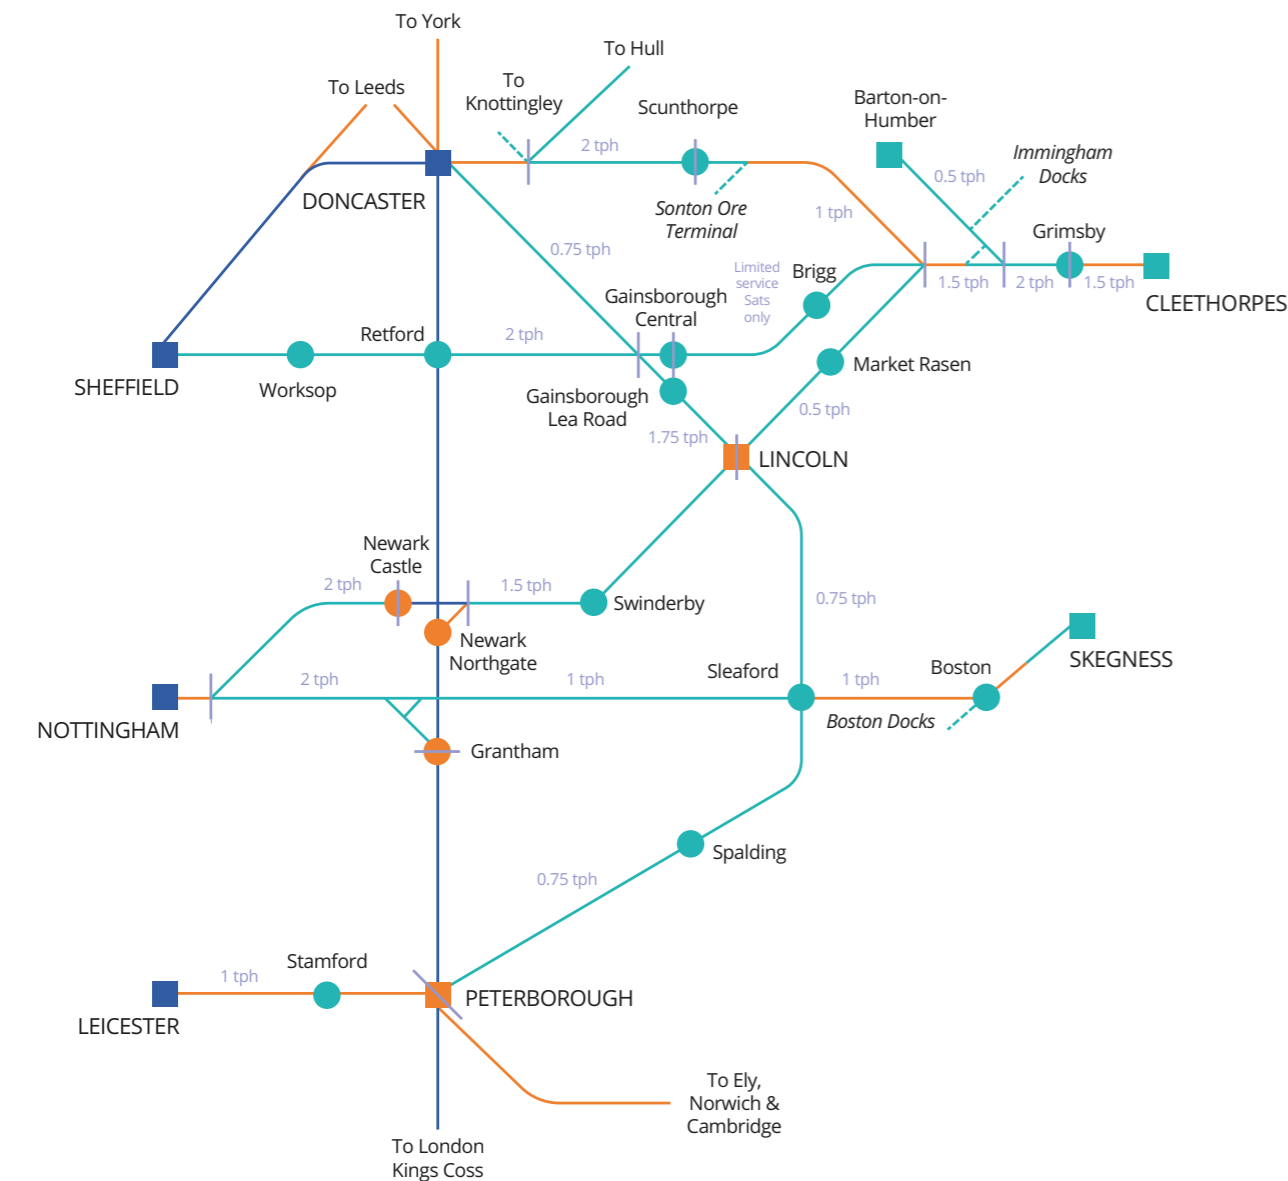 To York
To Leeds
To
Knottingley
To Hull
Scunthorpe
2 tph
Barton-on-
Humber
Immingham
Docks
0.5 tph
DONCASTER
Sonton Ore
Terminal
1 tph
Grimsby
0.75 tph
Limited
service
Sats
only
Brigg
1.5 tph
2 tph
1.5 tph
CLEETHORPES
Gainsborough
Central
Retford
2 tph
SHEFFIELD
Worksop
Market Rasen
Gainsborough
Lea Road
0.5 tph
1.75 tph
LINCOLN
Newark
Castle
2 tph
1.5 tph
Swinderby
0.75 tph
Newark
Northgate
SKEGNESS
Sleaford
Boston
2 tph
1 tph
1 tph
NOTTINGHAM
Boston Docks
Grantham
Spalding
0.75 tph
Stamford
1 tph
LEICESTER
PETERBOROUGH
To Ely,
Norwich &
Cambridge
To London
Kings Coss